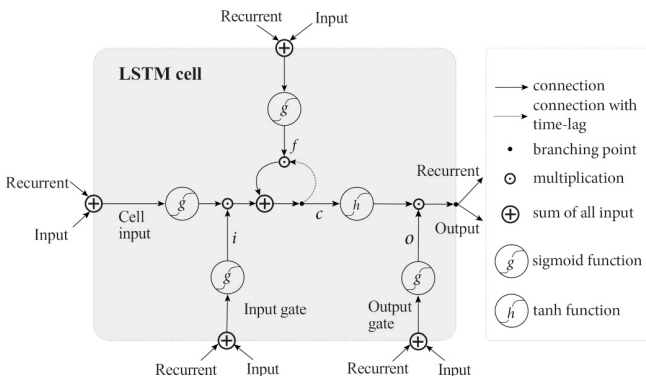 Recurrent Input
LSTM cell
g
f
Recurrent
Input
Cell
input
g
i
c
h
o
Recurrent
Output
g
Input gate
Output
gate
g
Recurrent Input
Recurrent Input
connection
connection with
time-lag
branching point
multiplication
sum of all input
g sigmoid function
h tanh function